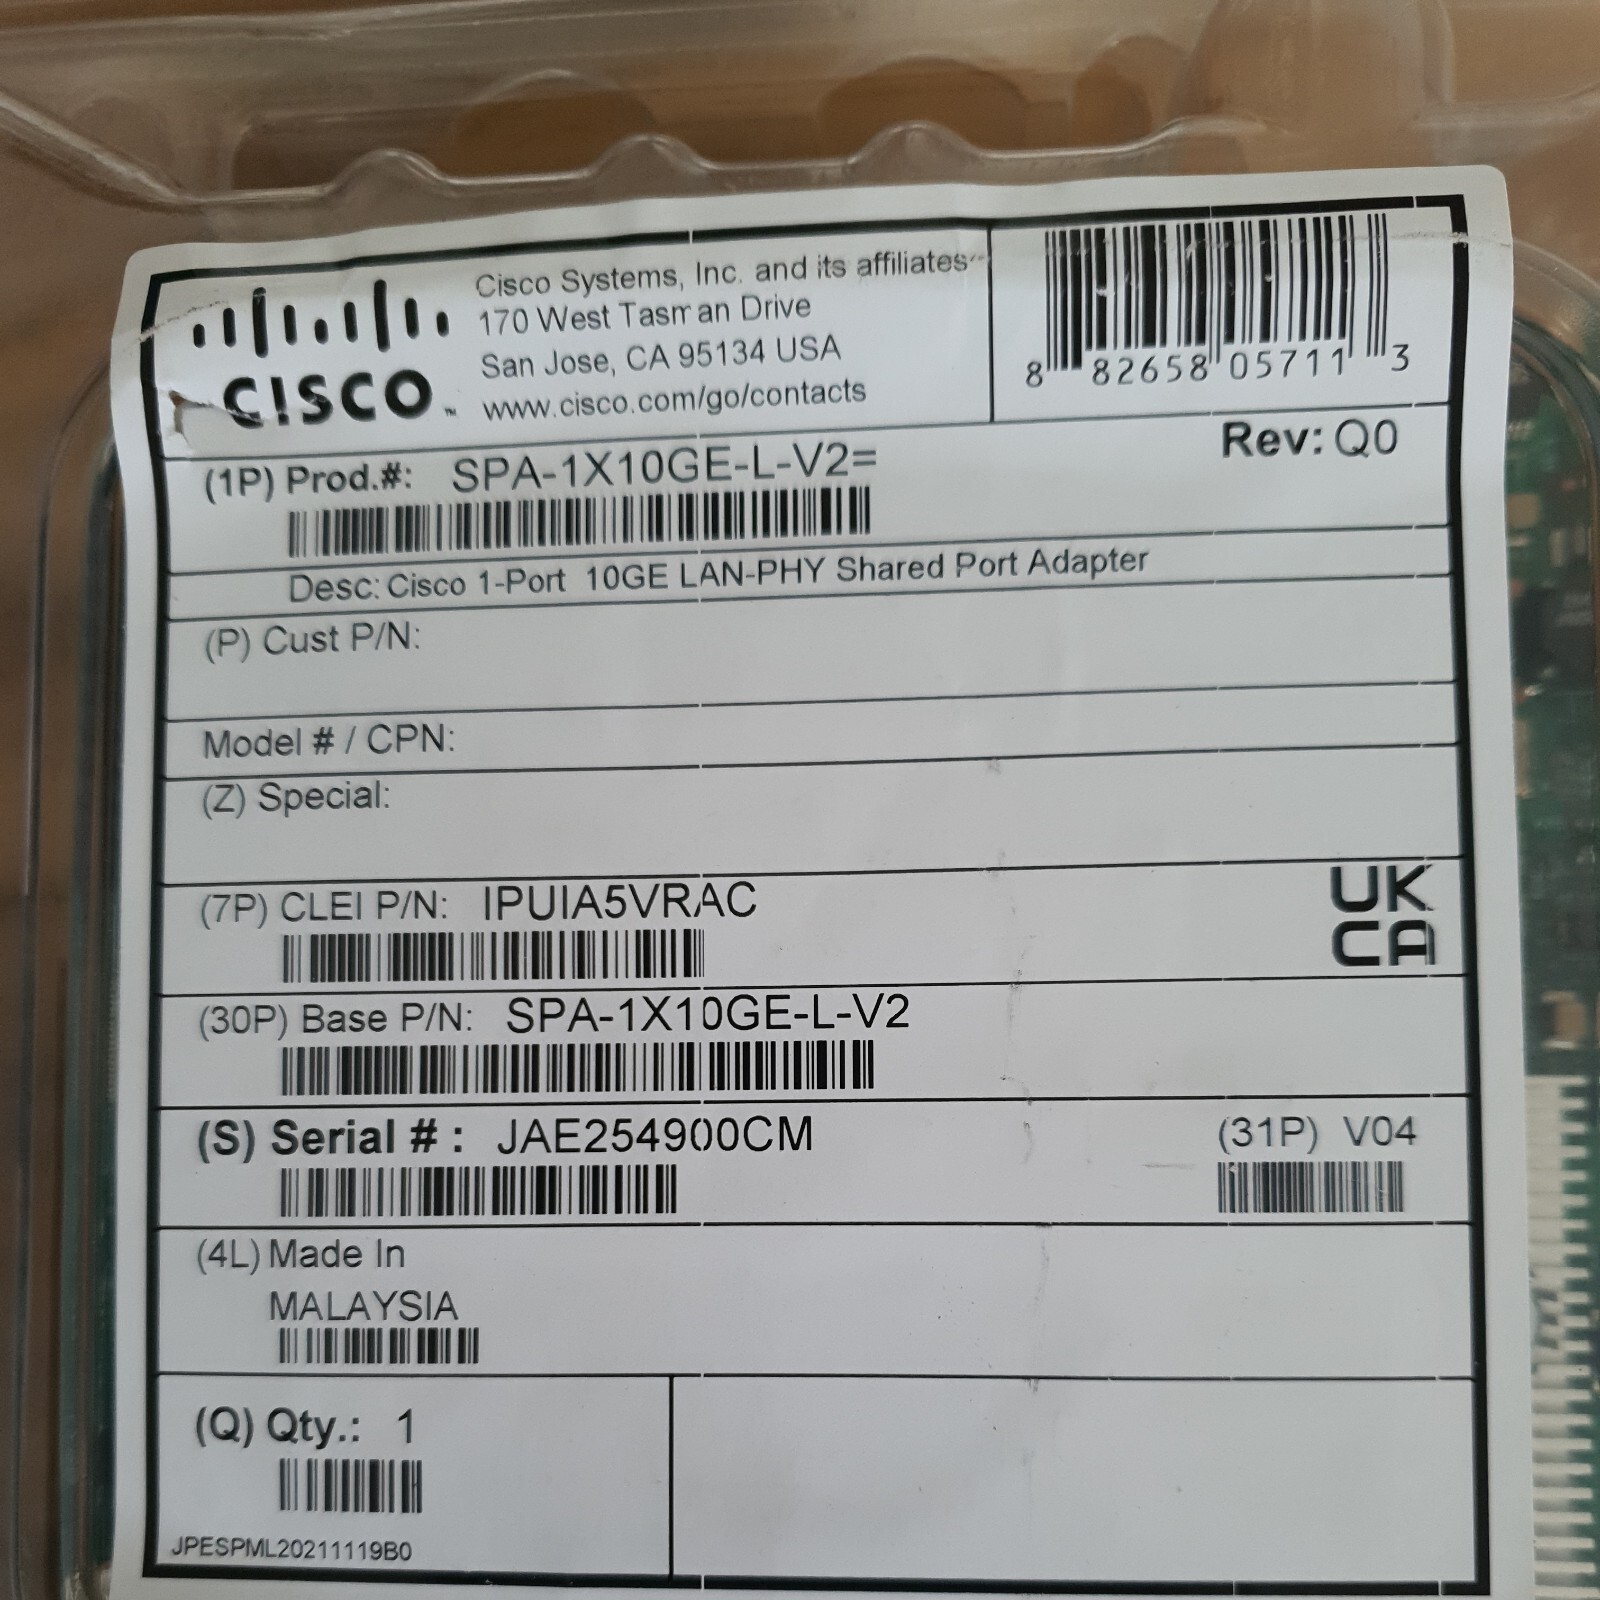 Cisco Systems, Inc. and its affiliates
170 West Tasman Drive
San Jose, CA 95134 USA
www.cisco.com/go/contacts
CISCO™
8 82658 05711 3
(1P) Prod.#: SPA-1X10GE-L-V2=
Rev: Q0
Desc: Cisco 1-Port 10GE LAN-PHY Shared Port Adapter
(P) Cust P/N:
Model # / CPN:
(Z) Special:
(7P) CLEI P/N: IPUIA5VRAC
UK
CA
(30P) Base P/N: SPA-1X10GE-L-V2
(S) Serial # : JAE254900CM
(31P) V04
(4L) Made In
MALAYSIA
(Q) Qty.: 1
JPESPML20211119B0